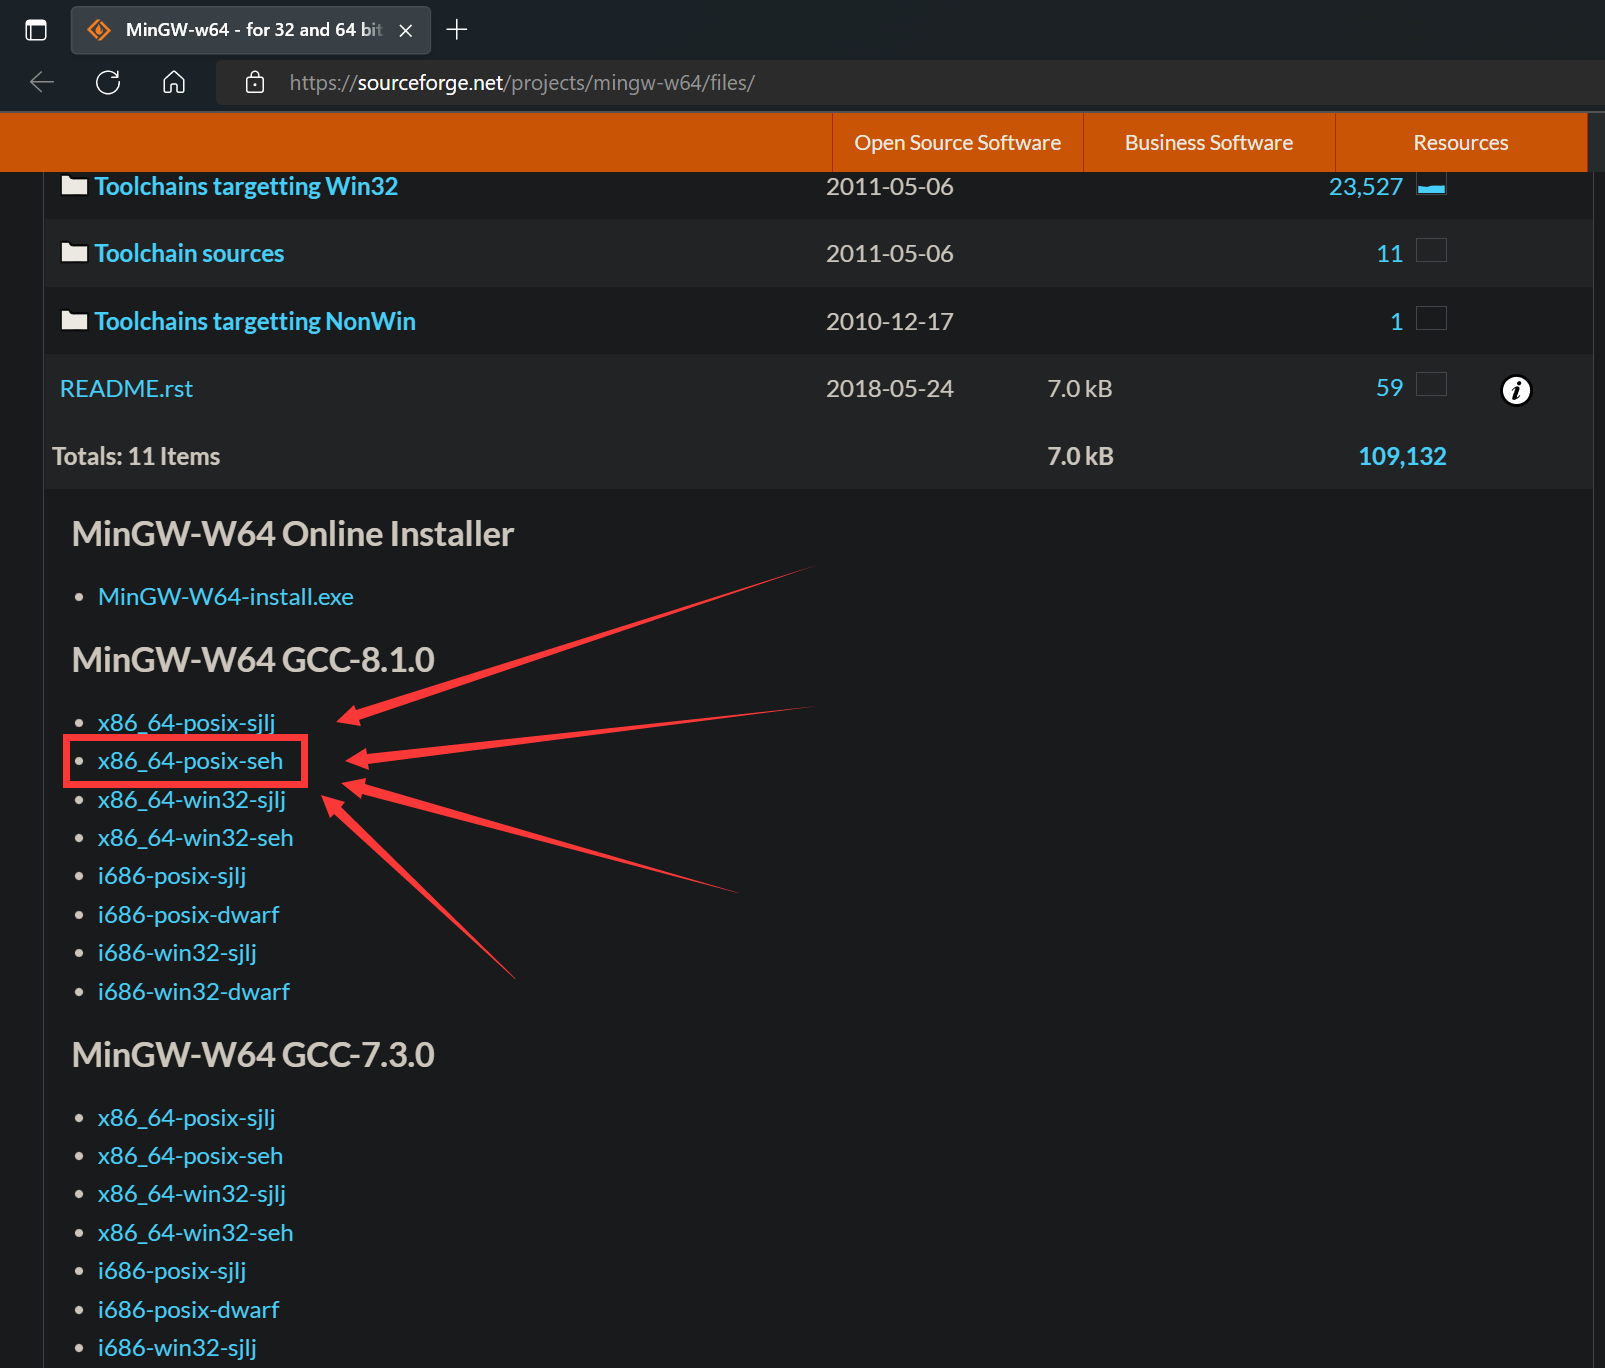 MinGW-w64 - for 32 and 64 bit
https://sourceforge.net/projects/mingw-w64/files/
Open Source Software Business Software Resources
Toolchains targetting Win32 2011-05-06 23,527
Toolchain sources 2011-05-06 11
Toolchains targetting NonWin 2010-12-17 1
README.rst 2018-05-24 7.0 kB 59
Totals: 11 Items 7.0 kB 109,132
MinGW-W64 Online Installer
MinGW-W64-install.exe
MinGW-W64 GCC-8.1.0
x86_64-posix-sjlj
x86_64-posix-seh
x86_64-win32-sjlj
x86_64-win32-seh
i686-posix-sjlj
i686-posix-dwarf
i686-win32-sjlj
i686-win32-dwarf
MinGW-W64 GCC-7.3.0
x86_64-posix-sjlj
x86_64-posix-seh
x86_64-win32-sjlj
x86_64-win32-seh
i686-posix-sjlj
i686-posix-dwarf
i686-win32-sjlj